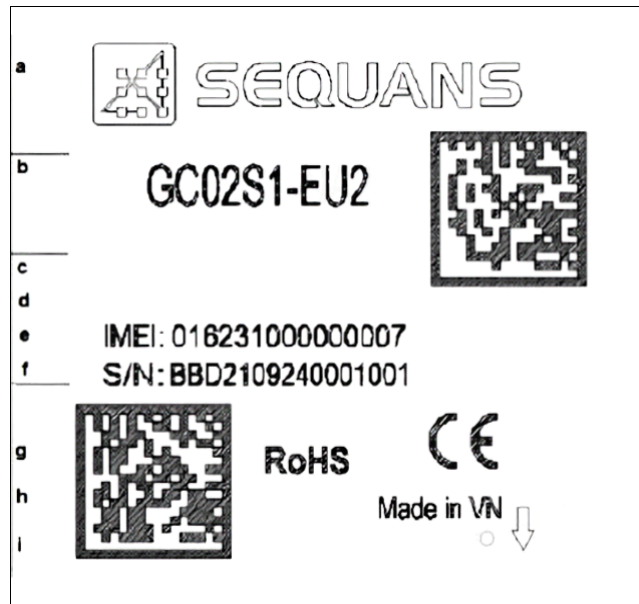 a
SEQUANS
b
GC02S1-EU2
c
d
e
IMEI: 016231000000007
f
S/N: BBD2109240001001
g
RoHS
CE
h
Made in VN
i